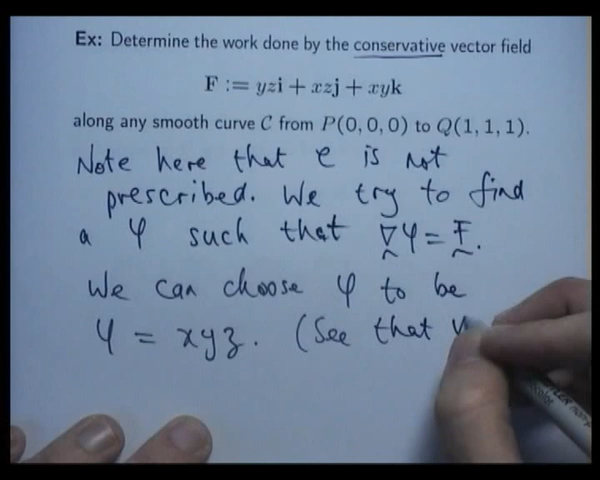 Ex: Determine the work done by the conservative vector field
F := yzi + xzj + xyk
along any smooth curve C from P(0, 0, 0) to Q(1, 1, 1).
Note here that C is not
prescribed. We try to find
a φ such that ∇φ = F.
We can choose φ to be
φ = xyz. (See that